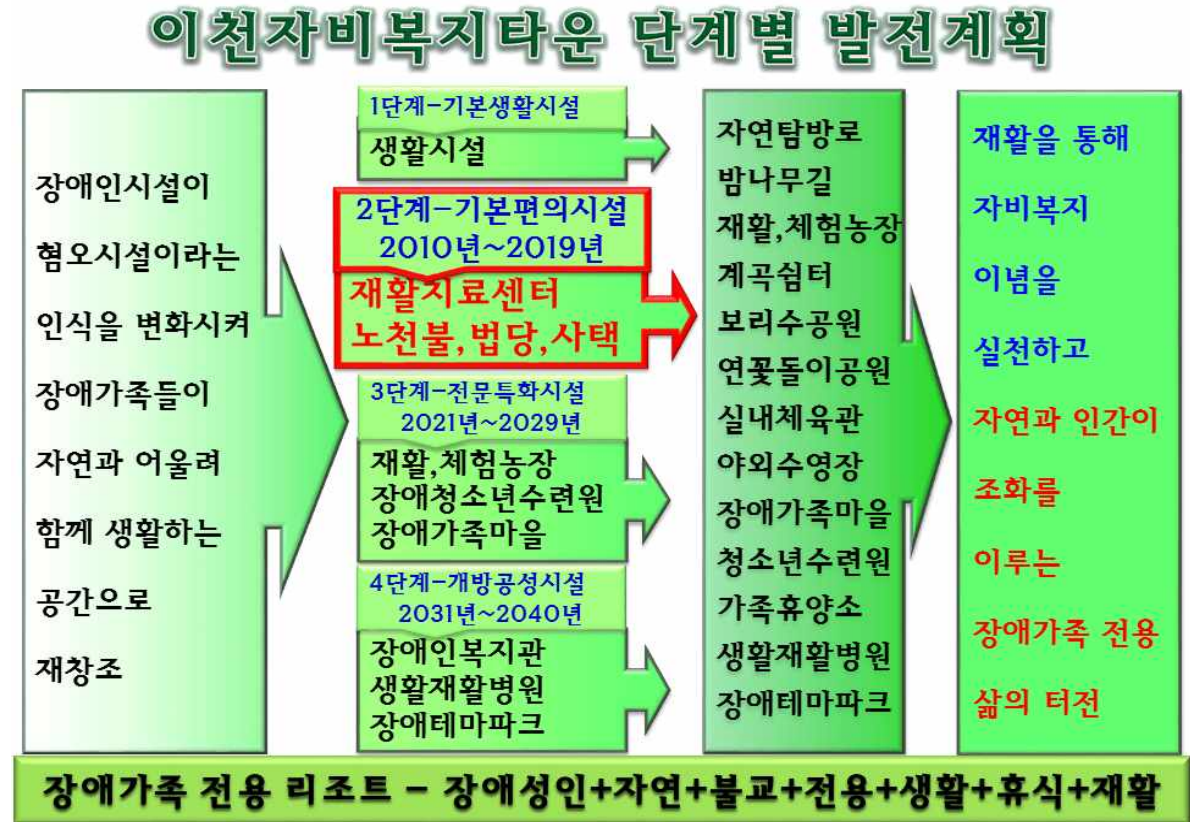 이천자비복지타운 단계별 발전계획
장애인시설이
혐오시설이라는
인식을 변화시켜
장애가족들이
자연과 어울려
함께 생활하는
공간으로
재창조
1단계-기본생활시설
생활시설
2단계-기본편의시설
2010년~2019년
재활치료센터
노천불,법당,사택
3단계-전문특화시설
2021년~2029년
재활,체험농장
장애청소년수련원
장애가족마을
4단계-개방공성시설
2031년~2040년
장애인복지관
생활재활병원
장애테마파크
자연탐방로
밤나무길
재활,체험농장
계곡쉼터
보리수공원
연꽃돌이공원
실내체육관
야외수영장
장애가족마을
청소년수련원
가족휴양소
생활재활병원
장애테마파크
재활을 통해
자비복지
이념을
실천하고
자연과 인간이
조화를
이루는
장애가족 전용
삶의 터전
장애가족 전용 리조트 - 장애성인+자연+불교+전용+생활+휴식+재활